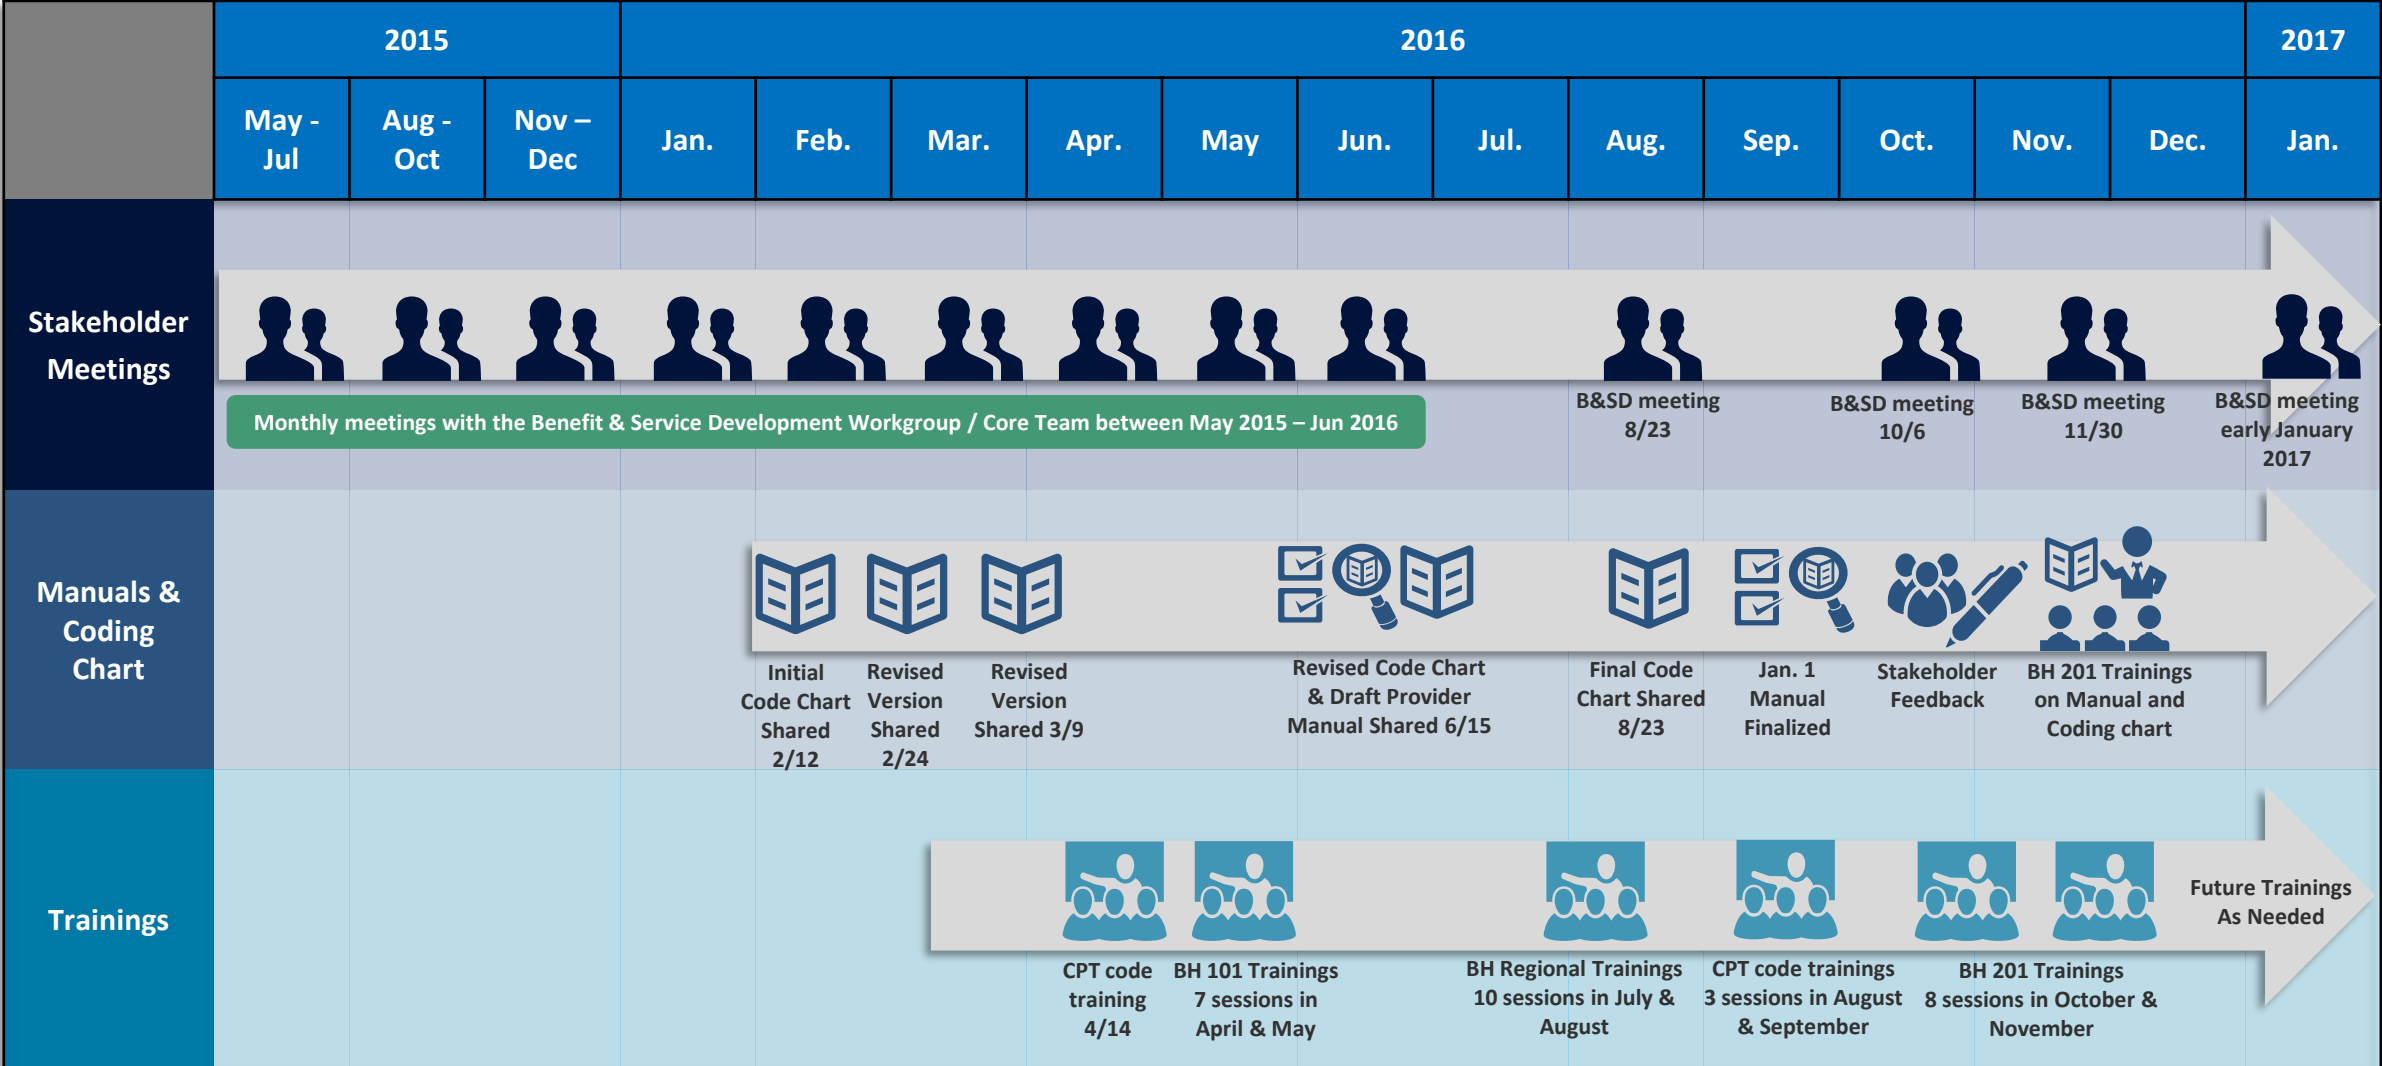 2015
2016
2017
May -
Jul
Aug -
Oct
Nov –
Dec
Jan.
Feb.
Mar.
Apr.
May
Jun.
Jul.
Aug.
Sep.
Oct.
Nov.
Dec.
Jan.
Stakeholder
Meetings
Monthly meetings with the Benefit & Service Development Workgroup / Core Team between May 2015 – Jun 2016
B&SD meeting
8/23
B&SD meeting
10/6
B&SD meeting
11/30
B&SD meeting
early January
2017
Manuals &
Coding
Chart
Initial
Code Chart
Shared
2/12
Revised
Version
Shared
2/24
Revised
Version
Shared 3/9
Revised Code Chart
& Draft Provider
Manual Shared 6/15
Final Code
Chart Shared
8/23
Jan. 1
Manual
Finalized
Stakeholder
Feedback
BH 201 Trainings
on Manual and
Coding chart
Trainings
CPT code
training
4/14
BH 101 Trainings
7 sessions in
April & May
BH Regional Trainings
10 sessions in July &
August
CPT code trainings
3 sessions in August
& September
BH 201 Trainings
8 sessions in October &
November
Future Trainings
As Needed